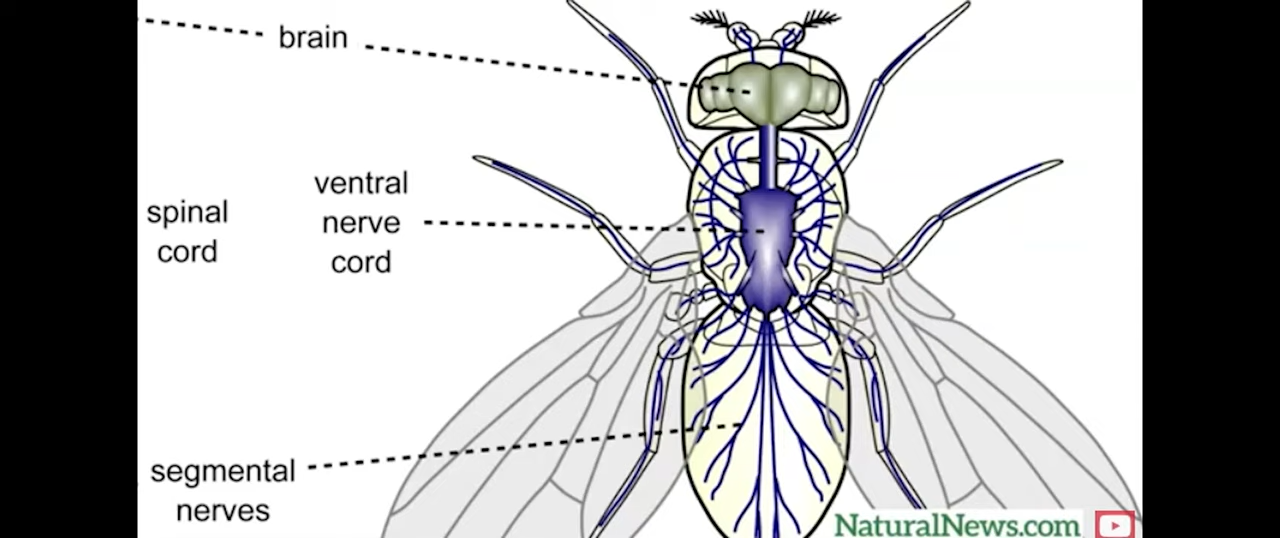 brain
ventral
nerve
cord
spinal
cord
segmental
nerves
NaturalNews.com